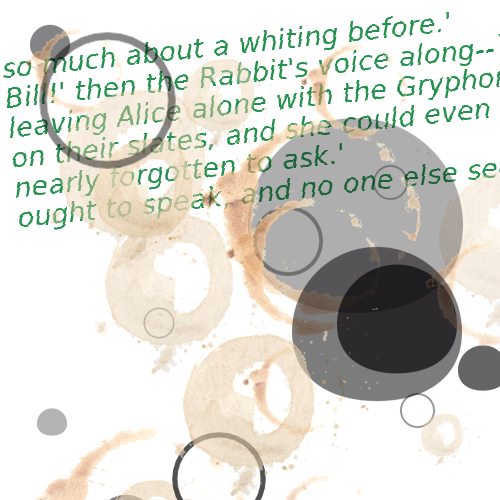 so much about a whiting before.'
Bill!' then the Rabbit's voice along--
leaving Alice alone with the Gryphon
on their slates, and she could even
nearly forgotten to ask.'
ought to speak, and no one else